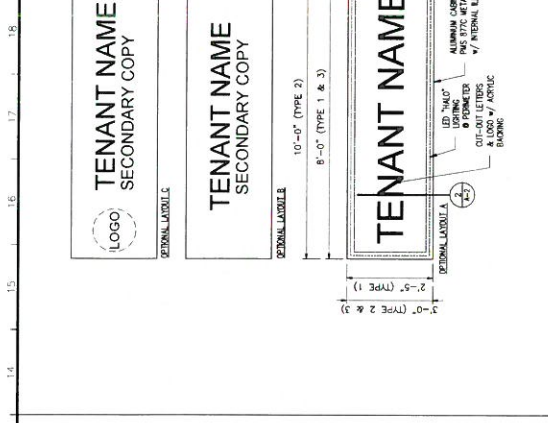 18
17
16
15
14
LOGO
TENANT NAME
SECONDARY COPY
OPTIONAL LAYOUT C
TENANT NAME
SECONDARY COPY
OPTIONAL LAYOUT B
10'-0" (TYPE 2)
8'-0" (TYPE 1 & 3)
TENANT NAME
OPTIONAL LAYOUT A
2'-5" (TYPE 1)
3'-0" (TYPE 2 & 3)
2
A-2
LED "HALO"
LIGHTING
@ PERIMETER
CUT-OUT LETTERS
& LOGO w/ ACRYLIC
BACKING
ALUMINUM
PMS 877C
w/ INTERNAL